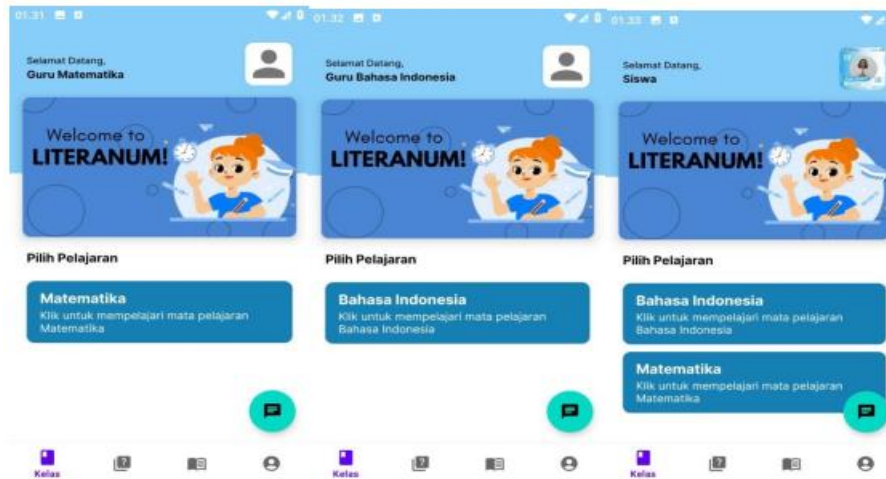 01.31
Selamat Datang,
Guru Matematika
Welcome to
LITERANUM!
Pilih Pelajaran
Matematika
Klik untuk mempelajari mata pelajaran
Matematika
Kelas
01.32
Selamat Datang,
Guru Bahasa Indonesia
Welcome to
LITERANUM!
Pilih Pelajaran
Bahasa Indonesia
Klik untuk mempelajari mata pelajaran
Bahasa Indonesia
Kelas
01.33
Selamat Datang,
Siswa
Welcome to
LITERANUM!
Pilih Pelajaran
Bahasa Indonesia
Klik untuk mempelajari mata pelajaran
Bahasa Indonesia
Matematika
Klik untuk mempelajari mata pelajaran
Matematika
Kelas